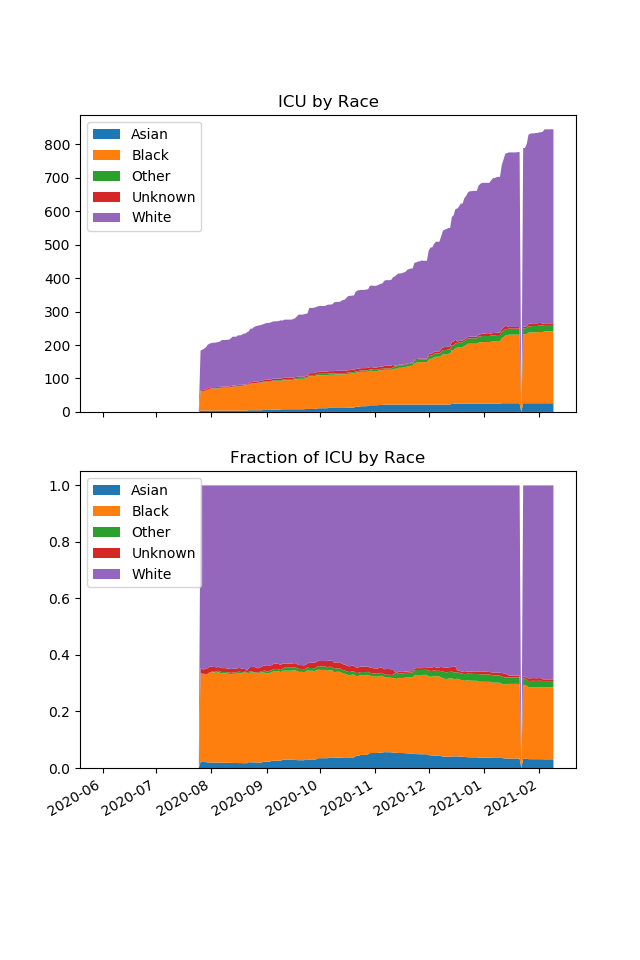 ICU by Race
Asian
Black
Other
Unknown
White
800
700
600
500
400
300
200
100
0
Fraction of ICU by Race
Asian
Black
Other
Unknown
White
1.0
0.8
0.6
0.4
0.2
0.0
2020-06
2020-07
2020-08
2020-09
2020-10
2020-11
2020-12
2021-01
2021-02